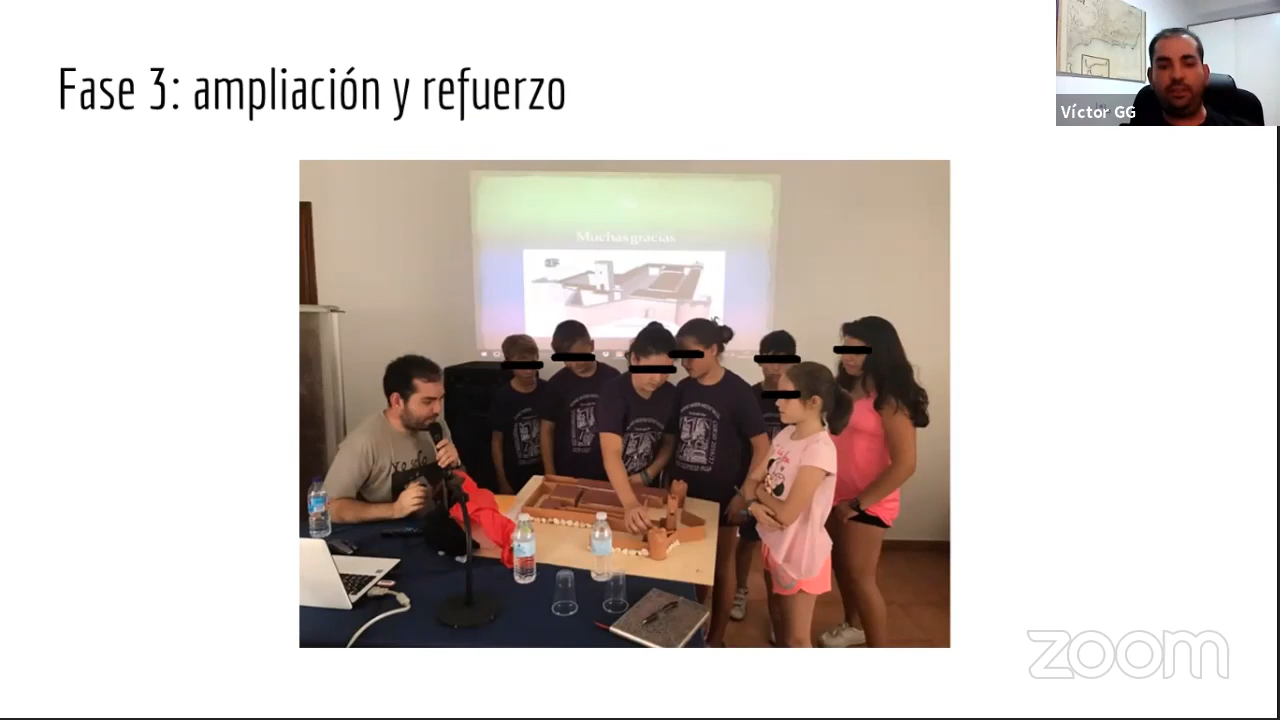 Fase 3: ampliación y refuerzo
Víctor GG
Muchas gracias
zoom